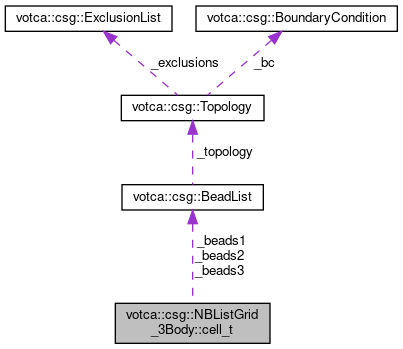 votca::csg::ExclusionList
votca::csg::BoundaryCondition
_exclusions
_bc
votca::csg::Topology
_topology
votca::csg::BeadList
_beads1
_beads2
_beads3
votca::csg::NBListGrid
_3Body::cell_t